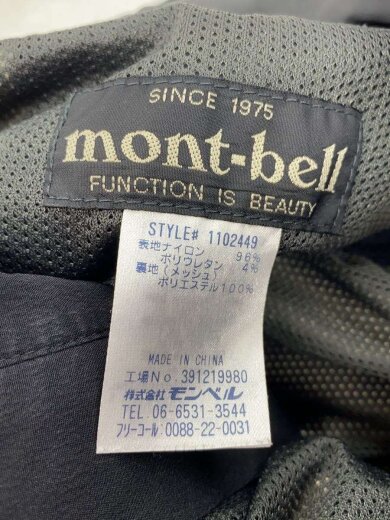 SINCE 1975
mont-bell
FUNCTION IS BEAUTY
STYLE# 1102449
表地ナイロン 96%
ポリウレタン 4%
裏地(メッシュ)
ポリエステル100%
MADE IN CHINA
工場No. 391219980
株式会社モンベル
TEL 06-6531-3544
フリーコール 0088-22-0031